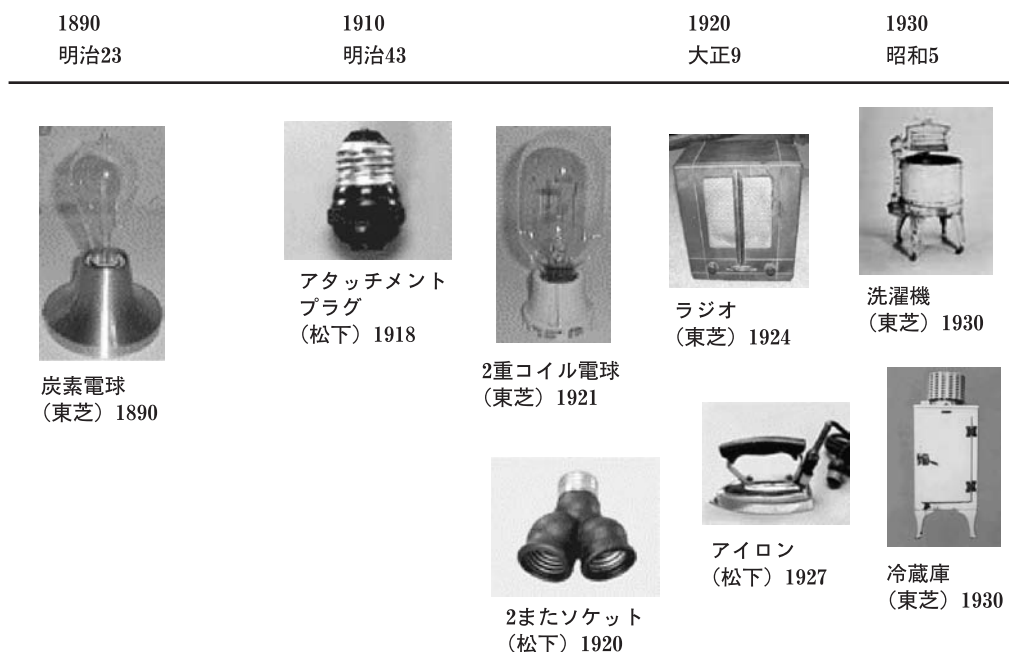 1890
明治23
1910
明治43
1920
大正9
1930
昭和5
炭素電球
（東芝）1890
アタッチメント
プラグ
（松下）1918
2重コイル電球
（東芝）1921
2またソケット
（松下）1920
ラジオ
（東芝）1924
アイロン
（松下）1927
洗濯機
（東芝）1930
冷蔵庫
（東芝）1930